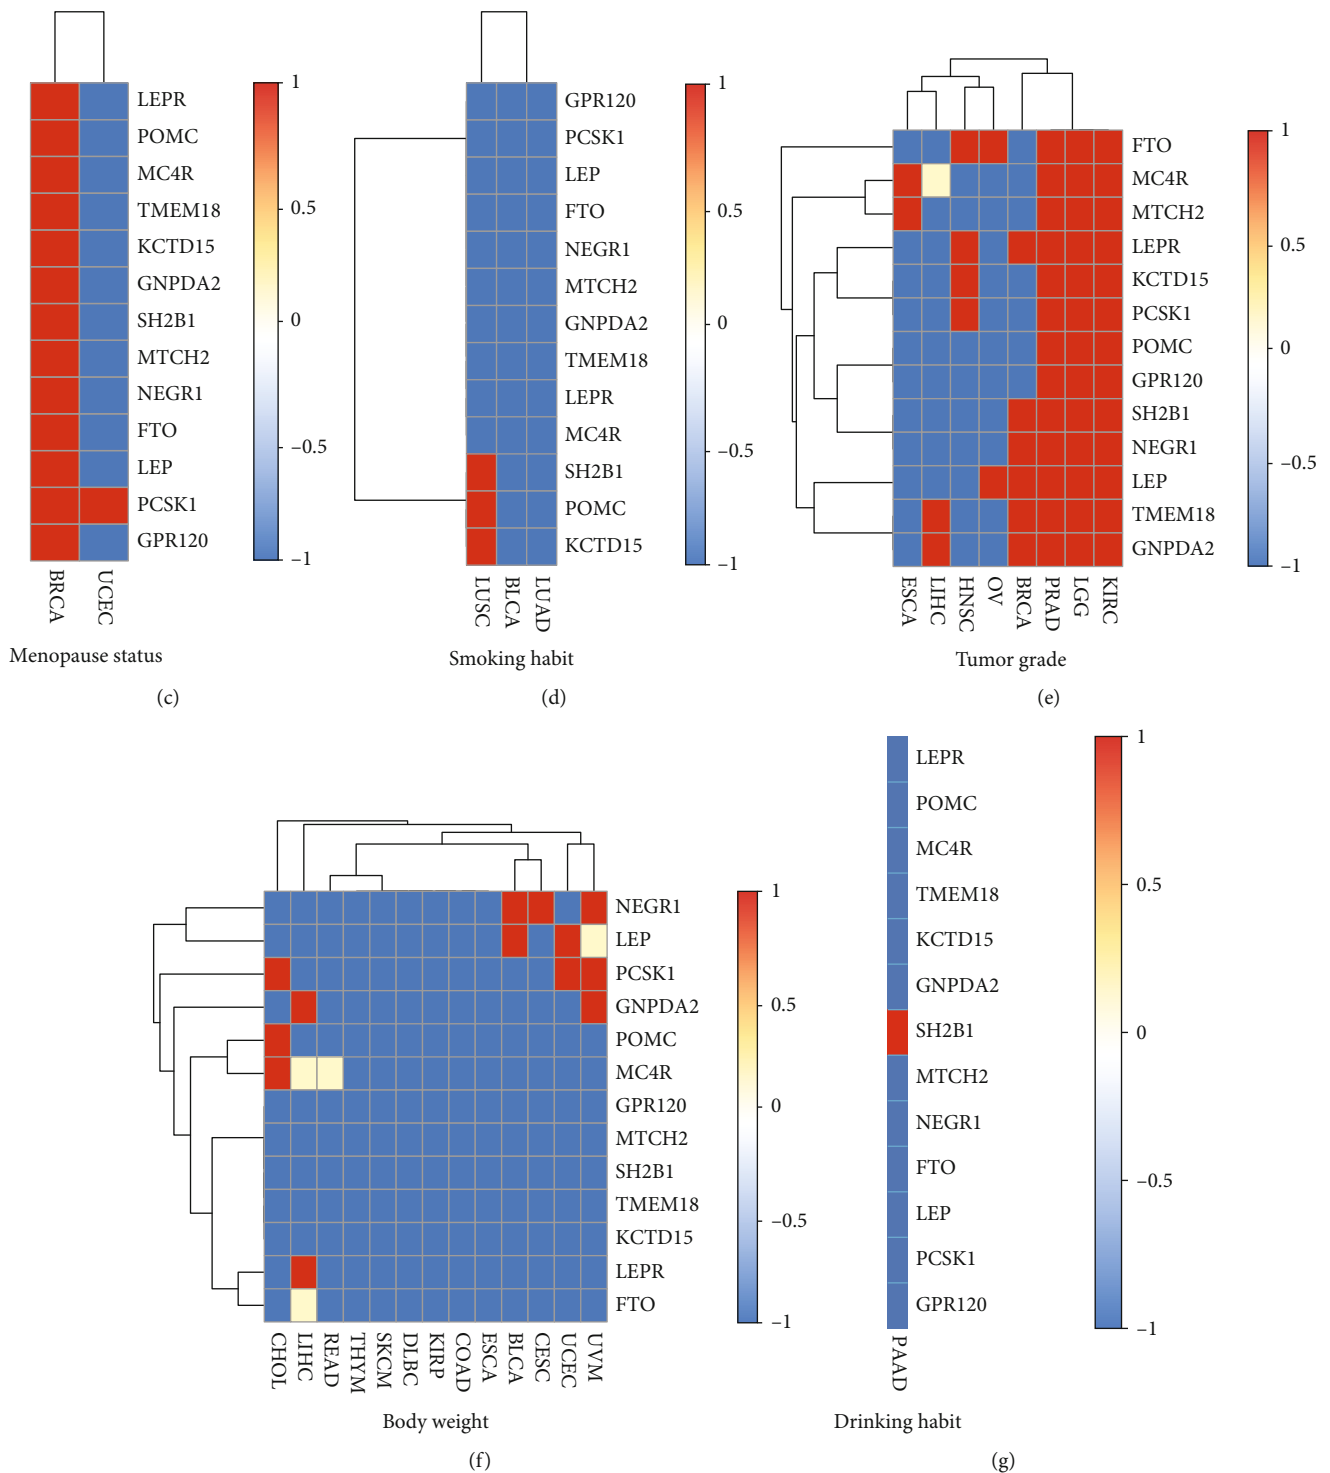 LEPR
POMC
MC4R
TMEM18
KCTD15
GNPDA2
SH2B1
MTCH2
NEGR1
FTO
LEP
PCSK1
GPR120
1
0.5
0
−0.5
−1
BRCA
UCEC
Menopause status
(c)
GPR120
PCSK1
LEP
FTO
NEGR1
MTCH2
GNPDA2
TMEM18
LEPR
MC4R
SH2B1
POMC
KCTD15
1
0.5
0
−0.5
−1
LUSC
BLCA
LUAD
Smoking habit
(d)
FTO
MC4R
MTCH2
LEPR
KCTD15
PCSK1
POMC
GPR120
SH2B1
NEGR1
LEP
TMEM18
GNPDA2
1
0.5
0
−0.5
−1
ESCA
LIHC
HNSC
OV
BRCA
PRAD
LGG
KIRC
Tumor grade
(e)
NEGR1
LEP
PCSK1
GNPDA2
POMC
MC4R
GPR120
MTCH2
SH2B1
TMEM18
KCTD15
LEPR
FTO
1
0.5
0
−0.5
−1
CHOL
LIHC
READ
THYM
SKCM
DLBC
KIRP
COAD
ESCA
BLCA
CESC
UCEC
UVM
Body weight
(f)
LEPR
POMC
MC4R
TMEM18
KCTD15
GNPDA2
SH2B1
MTCH2
NEGR1
FTO
LEP
PCSK1
GPR120
1
0.5
0
−0.5
−1
PAAD
Drinking habit
(g)